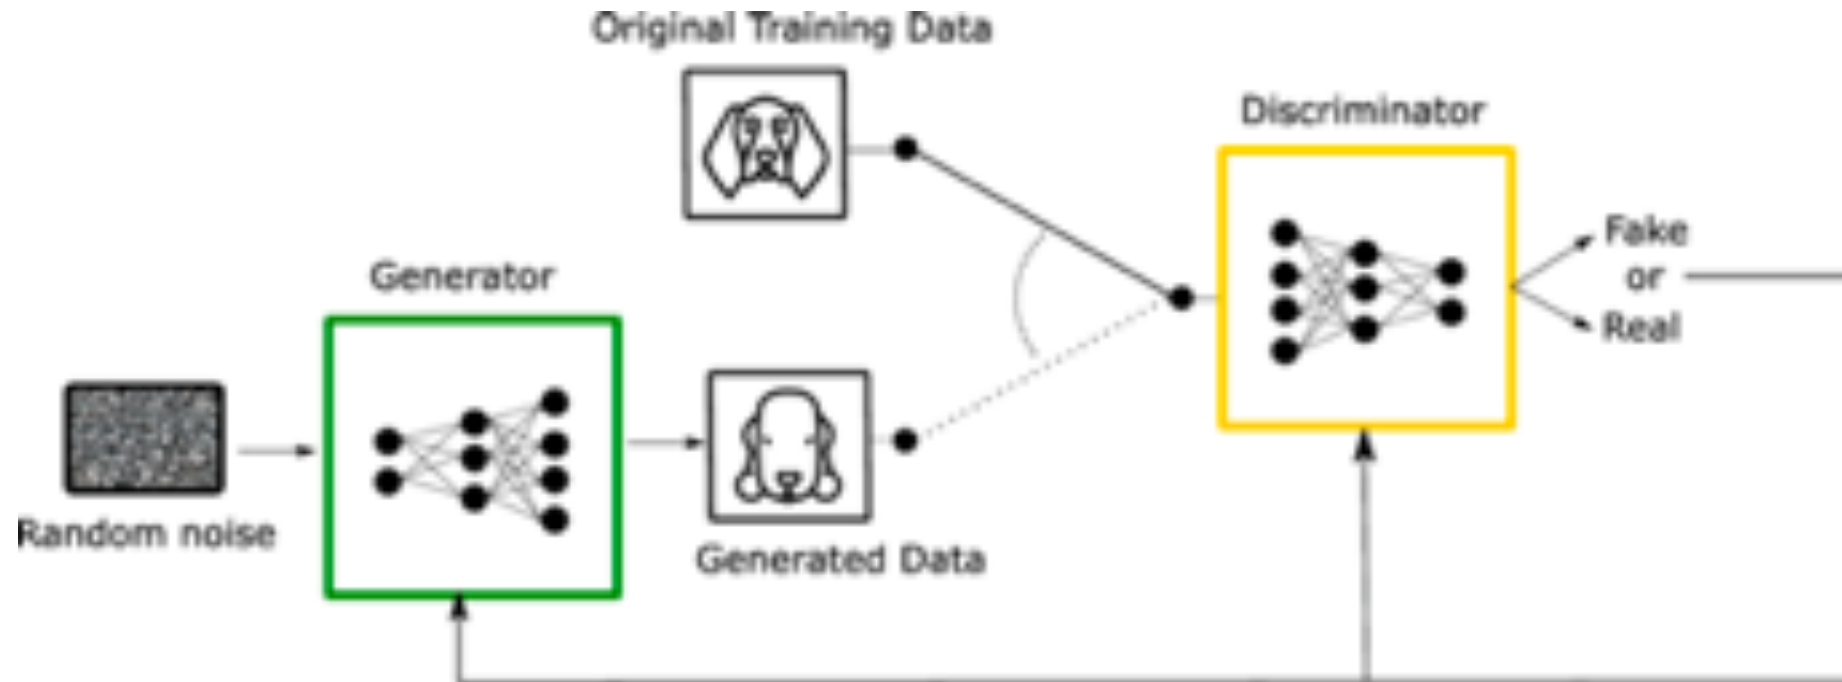 Original Training Data
Discriminator
Fake
or
Real
Generator
Random noise
Generated Data